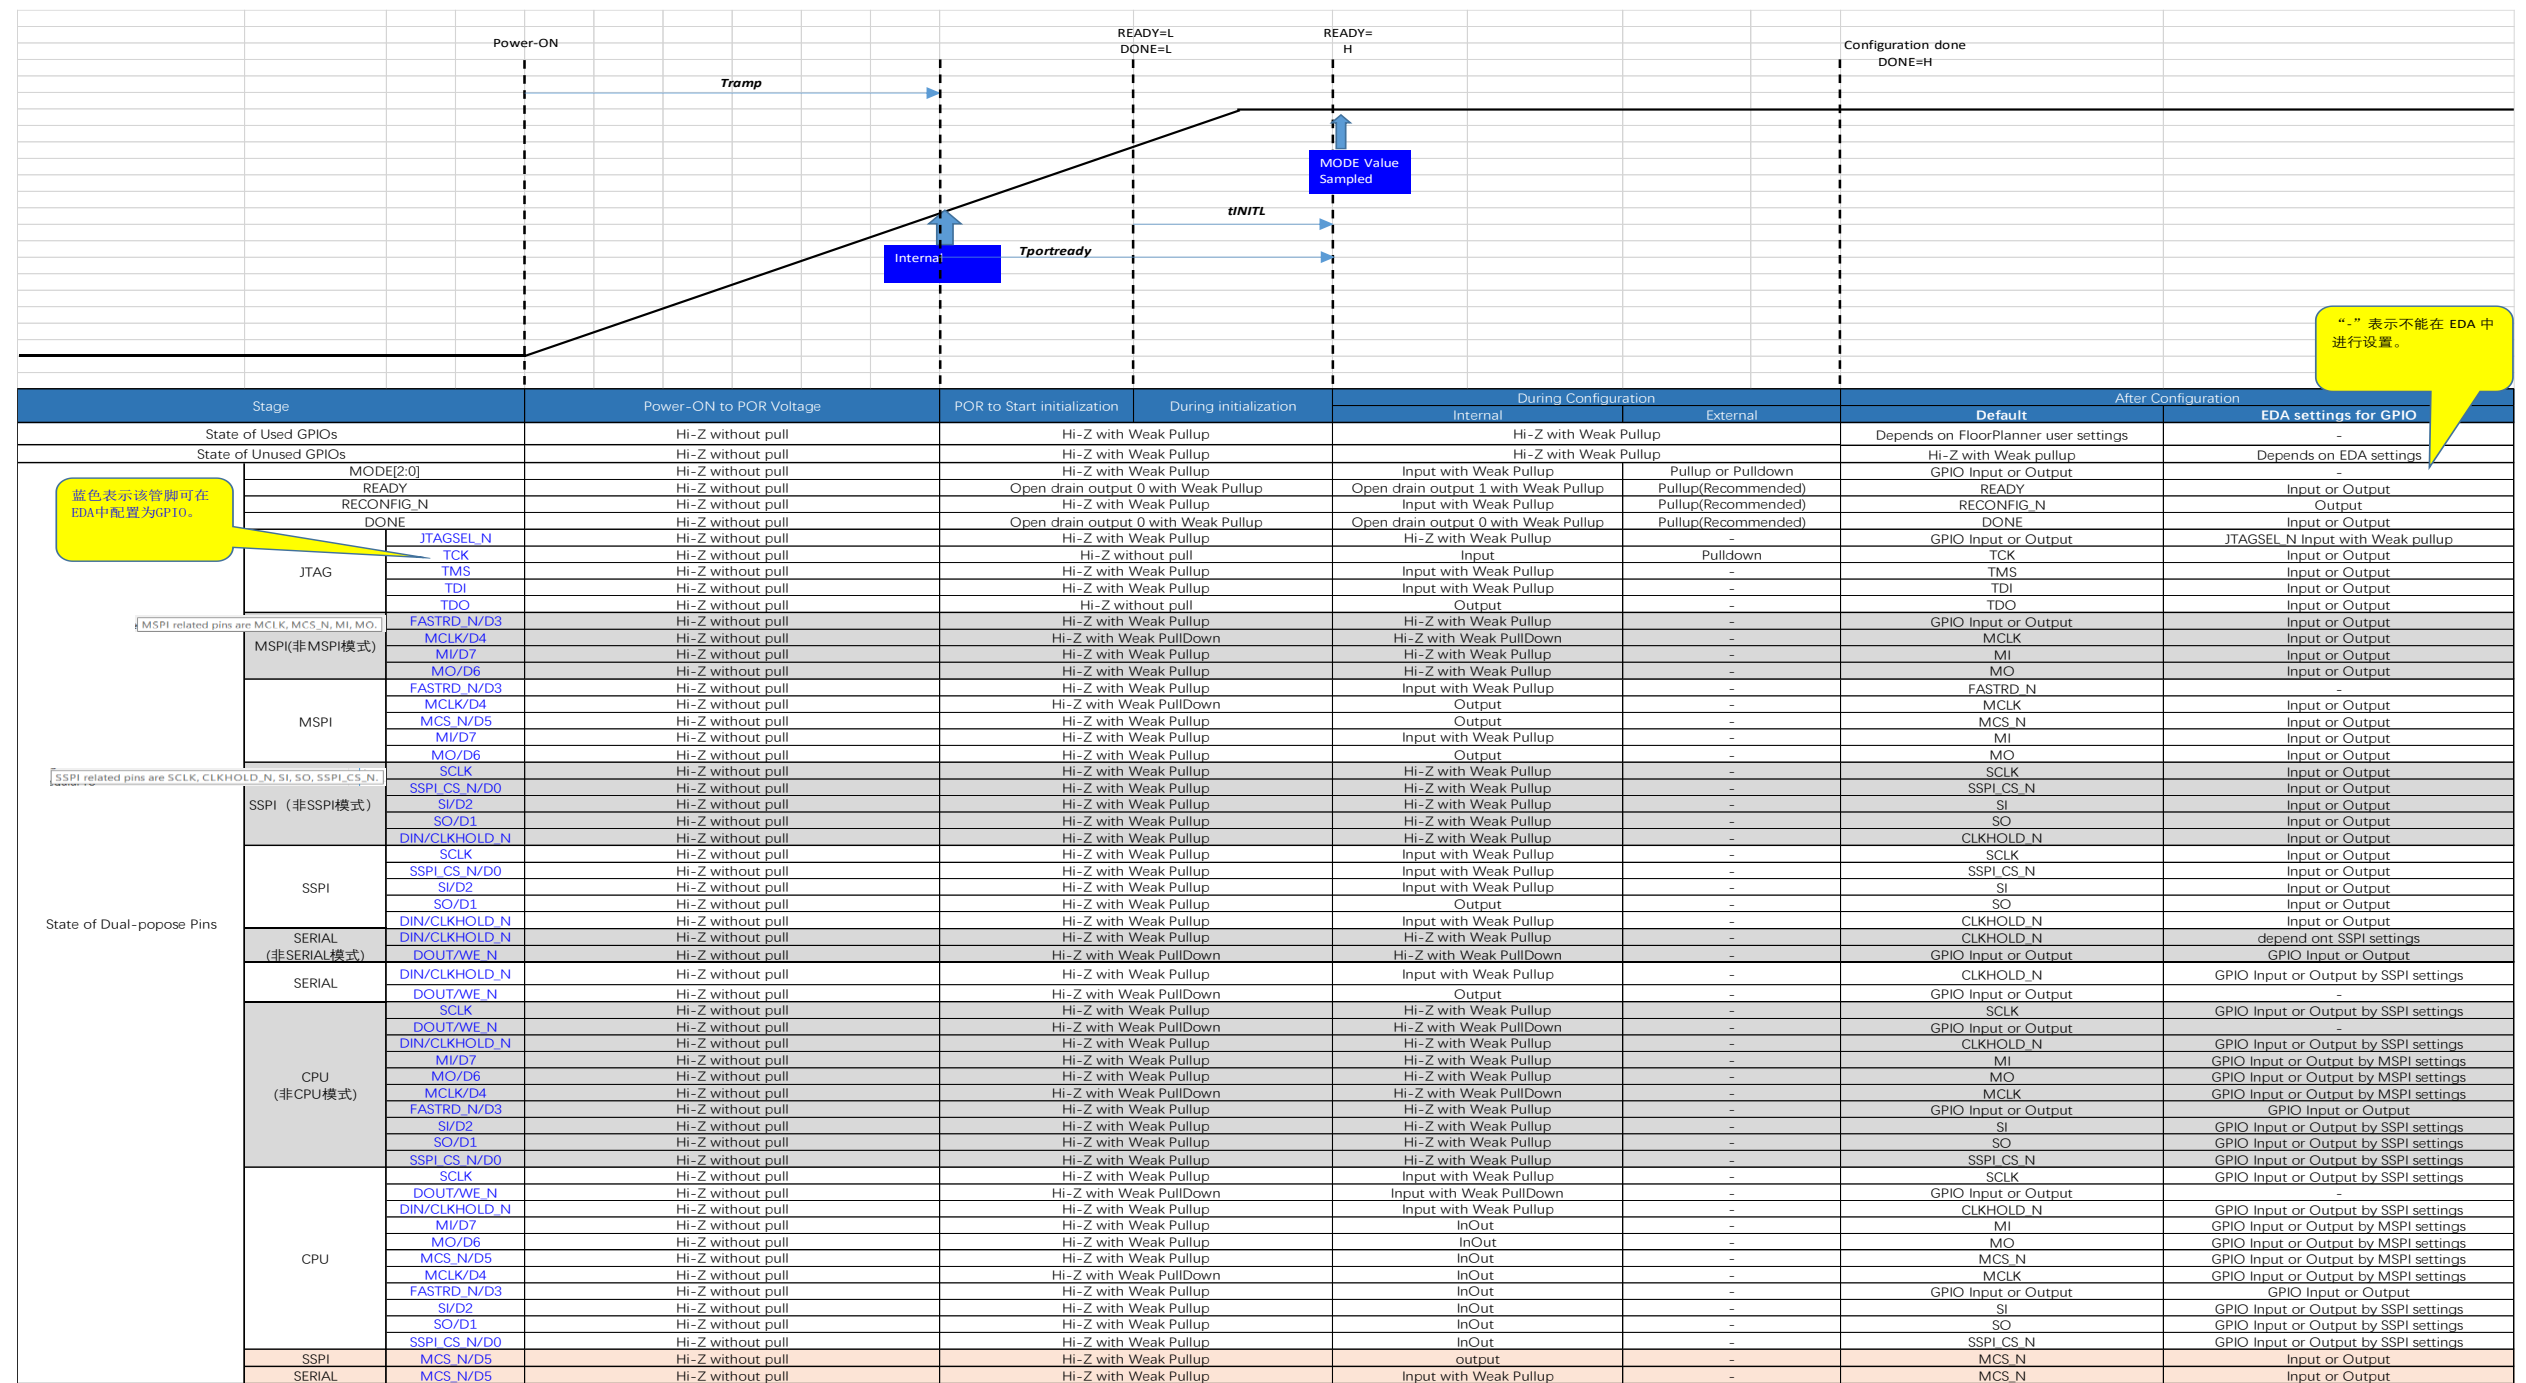 Power-ON
READY=L
DONE=L
READY=
H
Configuration done
DONE=H
Tramp
MODE Value
Sampled
tINITL
Tportready
Internal
“-”表示不能在 EDA 中
进行设置。
Stage | Power-ON to POR Voltage | POR to Start initialization | During initialization | During Configuration | After Configuration
Internal | External | Default | EDA settings for GPIO
State of Used GPIOs | Hi-Z without pull | Hi-Z with Weak Pullup | Hi-Z with Weak Pullup | Depends on FloorPlanner user settings | -
State of Unused GPIOs | Hi-Z without pull | Hi-Z with Weak Pullup | Hi-Z with Weak Pullup | Hi-Z with Weak pullup | Depends on EDA settings
MODE[2:0] | Hi-Z without pull | Hi-Z with Weak Pullup | Input with Weak Pullup | Pullup or Pulldown | GPIO Input or Output | -
蓝色表示该管脚可在
EDA中配置为GPIO。
READY | Hi-Z without pull | Open drain output 0 with Weak Pullup | Open drain output 1 with Weak Pullup | Pullup(Recommended) | READY | Input or Output
RECONFIG_N | Hi-Z without pull | Hi-Z with Weak Pullup | Input with Weak Pullup | Pullup(Recommended) | RECONFIG_N | Output
DONE | Hi-Z without pull | Open drain output 0 with Weak Pullup | Open drain output 0 with Weak Pullup | Pullup(Recommended) | DONE | Input or Output
JTAG
JTAGSEL_N | Hi-Z without pull | Hi-Z with Weak Pullup | Hi-Z with Weak Pullup | - | GPIO Input or Output | JTAGSEL_N Input with Weak pullup
TCK | Hi-Z without pull | Hi-Z without pull | Input | Pulldown | TCK | Input or Output
TMS | Hi-Z without pull | Hi-Z with Weak Pullup | Input with Weak Pullup | - | TMS | Input or Output
TDI | Hi-Z without pull | Hi-Z with Weak Pullup | Input with Weak Pullup | - | TDI | Input or Output
TDO | Hi-Z without pull | Hi-Z without pull | Output | - | TDO | Input or Output
MSPI related pins are MCLK, MCS_N, MI, MO.
MSPI(非MSPI模式)
FASTRD_N/D3 | Hi-Z without pull | Hi-Z with Weak Pullup | Hi-Z with Weak Pullup | - | GPIO Input or Output | Input or Output
MCLK/D4 | Hi-Z without pull | Hi-Z with Weak PullDown | Hi-Z with Weak PullDown | - | MCLK | Input or Output
MI/D7 | Hi-Z without pull | Hi-Z with Weak Pullup | Hi-Z with Weak Pullup | - | MI | Input or Output
MO/D6 | Hi-Z without pull | Hi-Z with Weak Pullup | Hi-Z with Weak Pullup | - | MO | Input or Output
MSPI
FASTRD_N/D3 | Hi-Z without pull | Hi-Z with Weak Pullup | Input with Weak Pullup | - | FASTRD_N | -
MCLK/D4 | Hi-Z without pull | Hi-Z with Weak PullDown | Output | - | MCLK | Input or Output
MCS_N/D5 | Hi-Z without pull | Hi-Z with Weak Pullup | Output | - | MCS_N | Input or Output
MI/D7 | Hi-Z without pull | Hi-Z with Weak Pullup | Input with Weak Pullup | - | MI | Input or Output
MO/D6 | Hi-Z without pull | Hi-Z with Weak Pullup | Output | - | MO | Input or Output
SSPI related pins are SCLK, CLKHOLD_N, SI, SO, SSPI_CS_N.
SSPI（非SSPI模式）
SCLK | Hi-Z without pull | Hi-Z with Weak Pullup | Hi-Z with Weak Pullup | - | SCLK | Input or Output
SSPI_CS_N/D0 | Hi-Z without pull | Hi-Z with Weak Pullup | Hi-Z with Weak Pullup | - | SSPI_CS_N | Input or Output
SI/D2 | Hi-Z without pull | Hi-Z with Weak Pullup | Hi-Z with Weak Pullup | - | SI | Input or Output
SO/D1 | Hi-Z without pull | Hi-Z with Weak Pullup | Hi-Z with Weak Pullup | - | SO | Input or Output
DIN/CLKHOLD_N | Hi-Z without pull | Hi-Z with Weak Pullup | Hi-Z with Weak Pullup | - | CLKHOLD_N | Input or Output
SSPI
SCLK | Hi-Z without pull | Hi-Z with Weak Pullup | Input with Weak Pullup | - | SCLK | Input or Output
SSPI_CS_N/D0 | Hi-Z without pull | Hi-Z with Weak Pullup | Input with Weak Pullup | - | SSPI_CS_N | Input or Output
SI/D2 | Hi-Z without pull | Hi-Z with Weak Pullup | Input with Weak Pullup | - | SI | Input or Output
SO/D1 | Hi-Z without pull | Hi-Z with Weak Pullup | Output | - | SO | Input or Output
DIN/CLKHOLD_N | Hi-Z without pull | Hi-Z with Weak Pullup | Input with Weak Pullup | - | CLKHOLD_N | Input or Output
State of Dual-popose Pins
SERIAL
(非SERIAL模式)
DIN/CLKHOLD_N | Hi-Z without pull | Hi-Z with Weak Pullup | Hi-Z with Weak Pullup | - | CLKHOLD_N | depend ont SSPI settings
DOUT/WE_N | Hi-Z without pull | Hi-Z with Weak PullDown | Hi-Z with Weak PullDown | - | GPIO Input or Output | GPIO Input or Output
SERIAL
DIN/CLKHOLD_N | Hi-Z without pull | Hi-Z with Weak Pullup | Input with Weak Pullup | - | CLKHOLD_N | GPIO Input or Output by SSPI settings
DOUT/WE_N | Hi-Z without pull | Hi-Z with Weak PullDown | Output | - | GPIO Input or Output | -
CPU
(非CPU模式)
SCLK | Hi-Z without pull | Hi-Z with Weak Pullup | Hi-Z with Weak Pullup | - | SCLK | GPIO Input or Output by SSPI settings
DOUT/WE_N | Hi-Z without pull | Hi-Z with Weak PullDown | Hi-Z with Weak PullDown | - | GPIO Input or Output | -
DIN/CLKHOLD_N | Hi-Z without pull | Hi-Z with Weak Pullup | Hi-Z with Weak Pullup | - | CLKHOLD_N | GPIO Input or Output by SSPI settings
MI/D7 | Hi-Z without pull | Hi-Z with Weak Pullup | Hi-Z with Weak Pullup | - | MI | GPIO Input or Output by MSPI settings
MO/D6 | Hi-Z without pull | Hi-Z with Weak Pullup | Hi-Z with Weak Pullup | - | MO | GPIO Input or Output by MSPI settings
MCLK/D4 | Hi-Z without pull | Hi-Z with Weak PullDown | Hi-Z with Weak PullDown | - | MCLK | GPIO Input or Output by MSPI settings
FASTRD_N/D3 | Hi-Z without pull | Hi-Z with Weak Pullup | Hi-Z with Weak Pullup | - | GPIO Input or Output | GPIO Input or Output
SI/D2 | Hi-Z without pull | Hi-Z with Weak Pullup | Hi-Z with Weak Pullup | - | SI | GPIO Input or Output by SSPI settings
SO/D1 | Hi-Z without pull | Hi-Z with Weak Pullup | Hi-Z with Weak Pullup | - | SO | GPIO Input or Output by SSPI settings
SSPI_CS_N/D0 | Hi-Z without pull | Hi-Z with Weak Pullup | Hi-Z with Weak Pullup | - | SSPI_CS_N | GPIO Input or Output by SSPI settings
CPU
SCLK | Hi-Z without pull | Hi-Z with Weak Pullup | Input with Weak Pullup | - | SCLK | GPIO Input or Output by SSPI settings
DOUT/WE_N | Hi-Z without pull | Hi-Z with Weak PullDown | Input with Weak PullDown | - | GPIO Input or Output | -
DIN/CLKHOLD_N | Hi-Z without pull | Hi-Z with Weak Pullup | Input with Weak Pullup | - | CLKHOLD_N | GPIO Input or Output by SSPI settings
MI/D7 | Hi-Z without pull | Hi-Z with Weak Pullup | InOut | - | MI | GPIO Input or Output by MSPI settings
MO/D6 | Hi-Z without pull | Hi-Z with Weak Pullup | InOut | - | MO | GPIO Input or Output by MSPI settings
MCS_N/D5 | Hi-Z without pull | Hi-Z with Weak Pullup | InOut | - | MCS_N | GPIO Input or Output by MSPI settings
MCLK/D4 | Hi-Z without pull | Hi-Z with Weak PullDown | InOut | - | MCLK | GPIO Input or Output by MSPI settings
FASTRD_N/D3 | Hi-Z without pull | Hi-Z with Weak Pullup | InOut | - | GPIO Input or Output | GPIO Input or Output
SI/D2 | Hi-Z without pull | Hi-Z with Weak Pullup | InOut | - | SI | GPIO Input or Output by SSPI settings
SO/D1 | Hi-Z without pull | Hi-Z with Weak Pullup | InOut | - | SO | GPIO Input or Output by SSPI settings
SSPI_CS_N/D0 | Hi-Z without pull | Hi-Z with Weak Pullup | InOut | - | SSPI_CS_N | GPIO Input or Output by SSPI settings
SSPI | MCS_N/D5 | Hi-Z without pull | Hi-Z with Weak Pullup | output | - | MCS_N | Input or Output
SERIAL | MCS_N/D5 | Hi-Z without pull | Hi-Z with Weak Pullup | Input with Weak Pullup | - | MCS_N | Input or Output